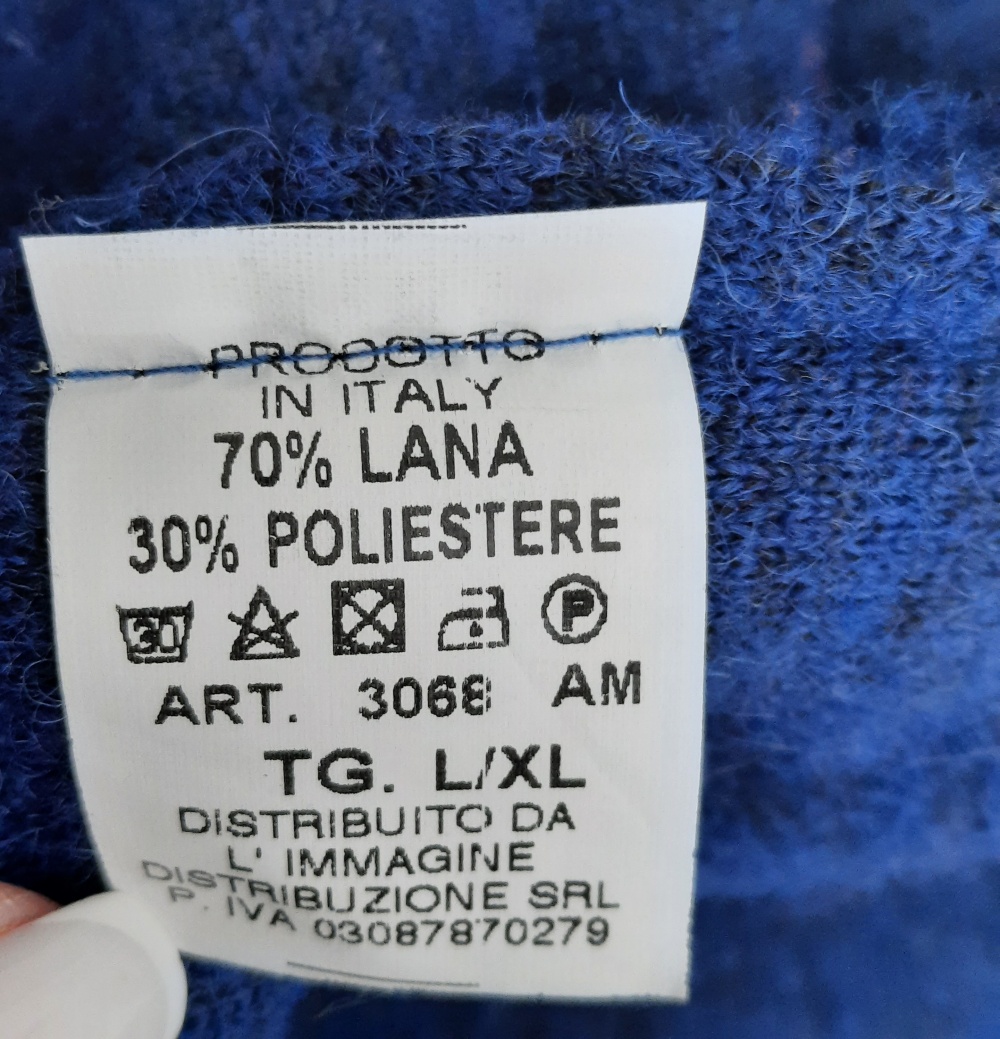 PRODOTTO
IN ITALY
70% LANA
30% POLIESTERE
30 P
ART. 3068 AM
TG. L/XL
DISTRIBUITO DA
L' IMMAGINE
DISTRIBUZIONE SRL
P. IVA 03087870279